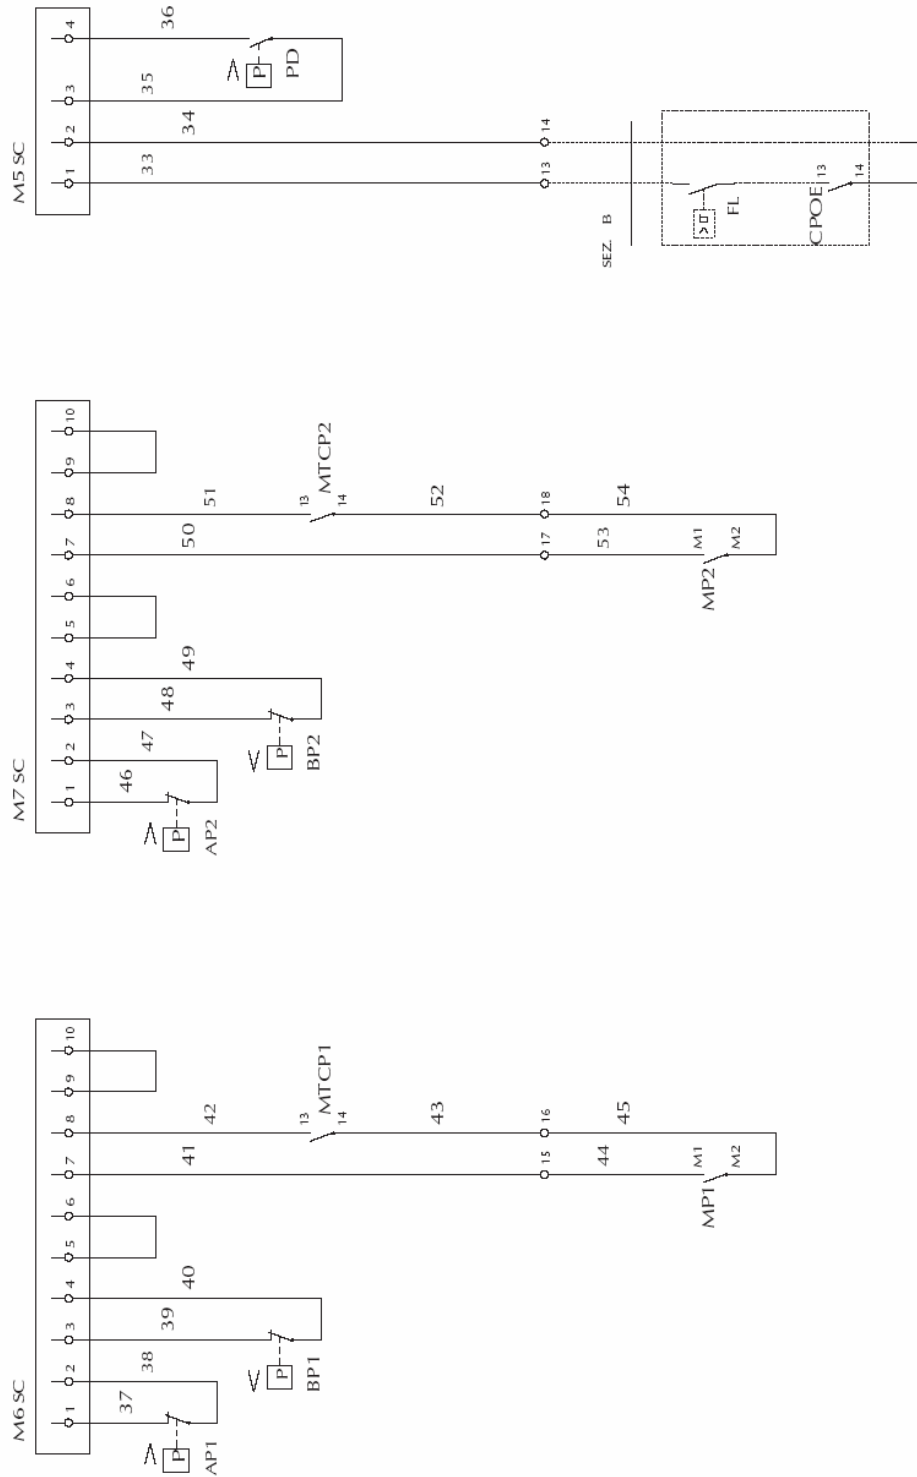 M6 SC
1 2 3 4 5 6 7 8 9 10
37 38 39 40 41 42
P
AP1
P
BP1
13
14
MTCP1
43
15 16
44 45
M1
M2
MP1
M7 SC
1 2 3 4 5 6 7 8 9 10
46 47 48 49 50 51
P
AP2
P
BP2
13
14
MTCP2
52
17 18
53 54
M1
M2
MP2
M5 SC
1 2 3 4
33 34 35 36
P
PD
13 14
SEZ. B
FL
13
14
CPOE